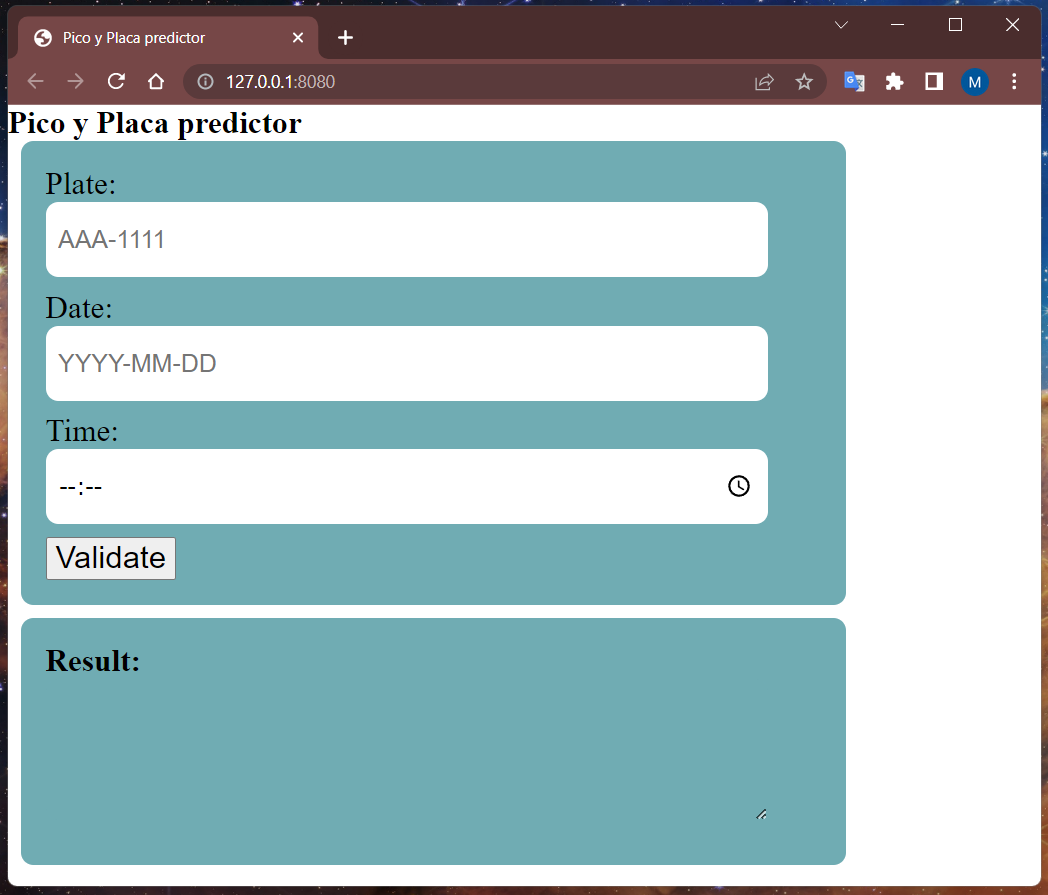 Pico y Placa predictor
127.0.0.1:8080
M
Pico y Placa predictor
Plate:
AAA-1111
Date:
YYYY-MM-DD
Time:
--:--
Validate
Result: